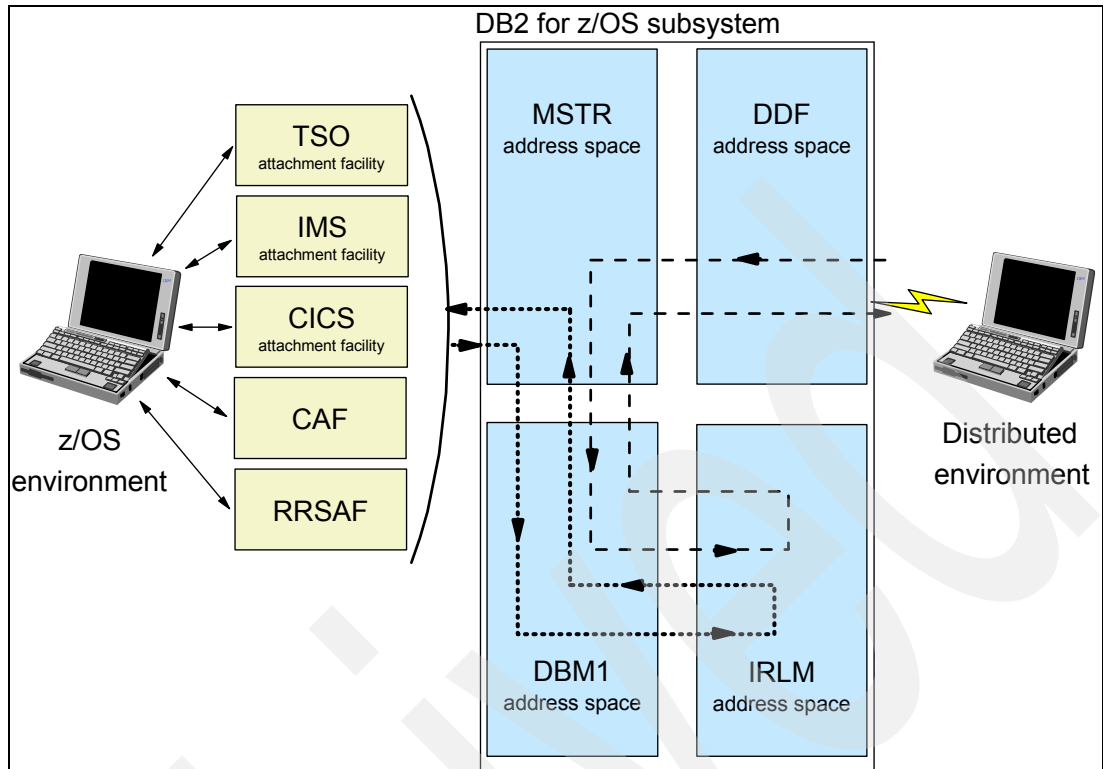 DB2 for z/OS subsystem
TSO
attachment facility
IMS
attachment facility
CICS
attachment facility
CAF
RRSAF
z/OS
environment
MSTR
address space
DDF
address space
DBM1
address space
IRLM
address space
Distributed
environment